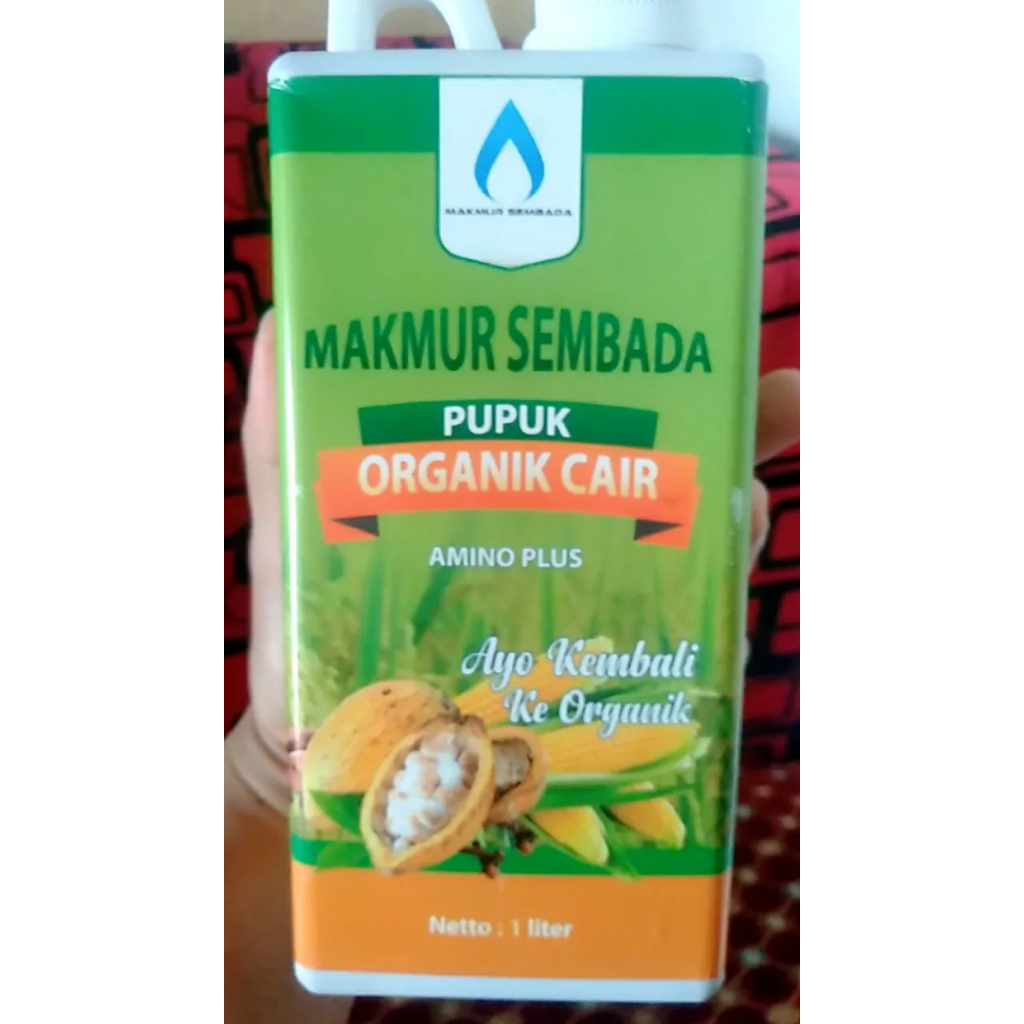 MAKMUR SEMBADA
MAKMUR SEMBADA
PUPUK
ORGANIK CAIR
AMINO PLUS
Ayo Kembali
Ke Organik
Netto : 1 liter